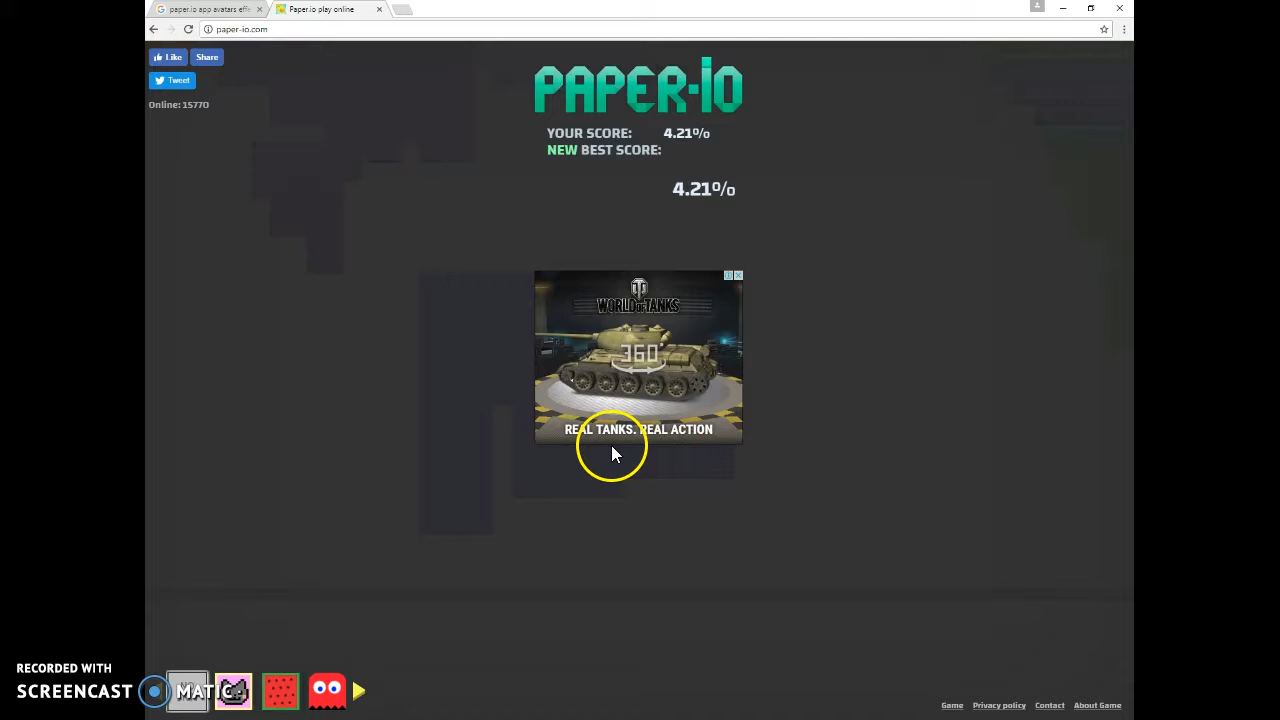 paper.io app avatars effe
Paper.io play online
paper-io.com
Like
Share
Tweet
Online: 15770
PAPER-IO
YOUR SCORE: 4.21%
NEW BEST SCORE:
4.21%
WORLD OF TANKS
360°
REAL TANKS. REAL ACTION
RECORDED WITH
SCREENCAST MATIC
Game
Privacy policy
Contact
About Game